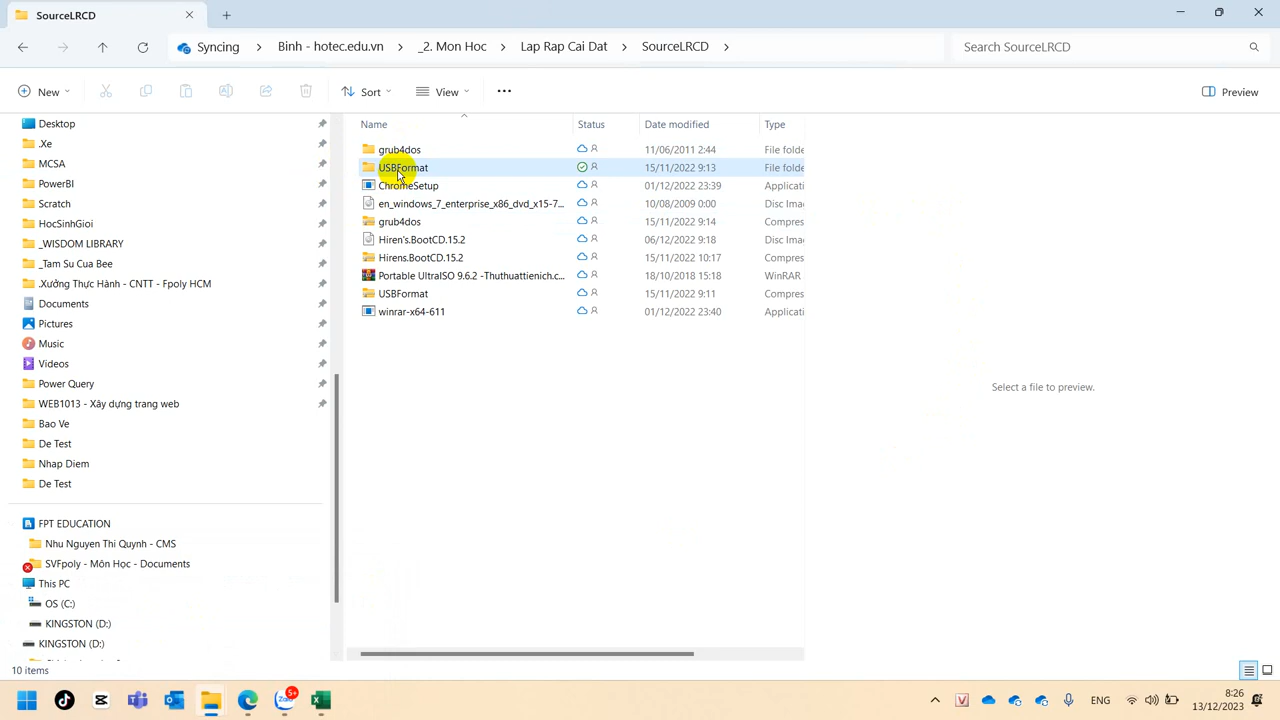 SourceLRCD
Syncing > Binh - hotec.edu.vn > _2. Mon Hoc > Lap Rap Cai Dat > SourceLRCD >
Search SourceLRCD
New
Sort
View
Preview
Name Status Date modified Type
Desktop
.Xe
MCSA
PowerBI
Scratch
HocSinhGioi
_WISDOM LIBRARY
_Tam Su Cua Bee
.Xưởng Thực Hành - CNTT - Fpoly HCM
Documents
Pictures
Music
Videos
Power Query
WEB1013 - Xây dựng trang web
Bao Ve
De Test
Nhap Diem
De Test
FPT EDUCATION
Nhu Nguyen Thi Quynh - CMS
SVFpoly - Môn Học - Documents
This PC
OS (C:)
KINGSTON (D:)
KINGSTON (D:)
grub4dos 11/06/2011 2:44 File folde
USBFormat 15/11/2022 9:13 File folde
ChromeSetup 01/12/2022 23:39 Applicati
en_windows_7_enterprise_x86_dvd_x15-7... 10/08/2009 0:00 Disc Imag
grub4dos 15/11/2022 9:14 Compres
Hiren's.BootCD.15.2 06/12/2022 9:18 Disc Imag
Hirens.BootCD.15.2 15/11/2022 10:17 Compres
Portable UltraISO 9.6.2 -Thuthuattienich.c... 18/10/2018 15:18 WinRAR
USBFormat 15/11/2022 9:11 Compres
winrar-x64-611 01/12/2022 23:40 Applicati
Select a file to preview.
10 items
5+
ENG
8:26
13/12/2023